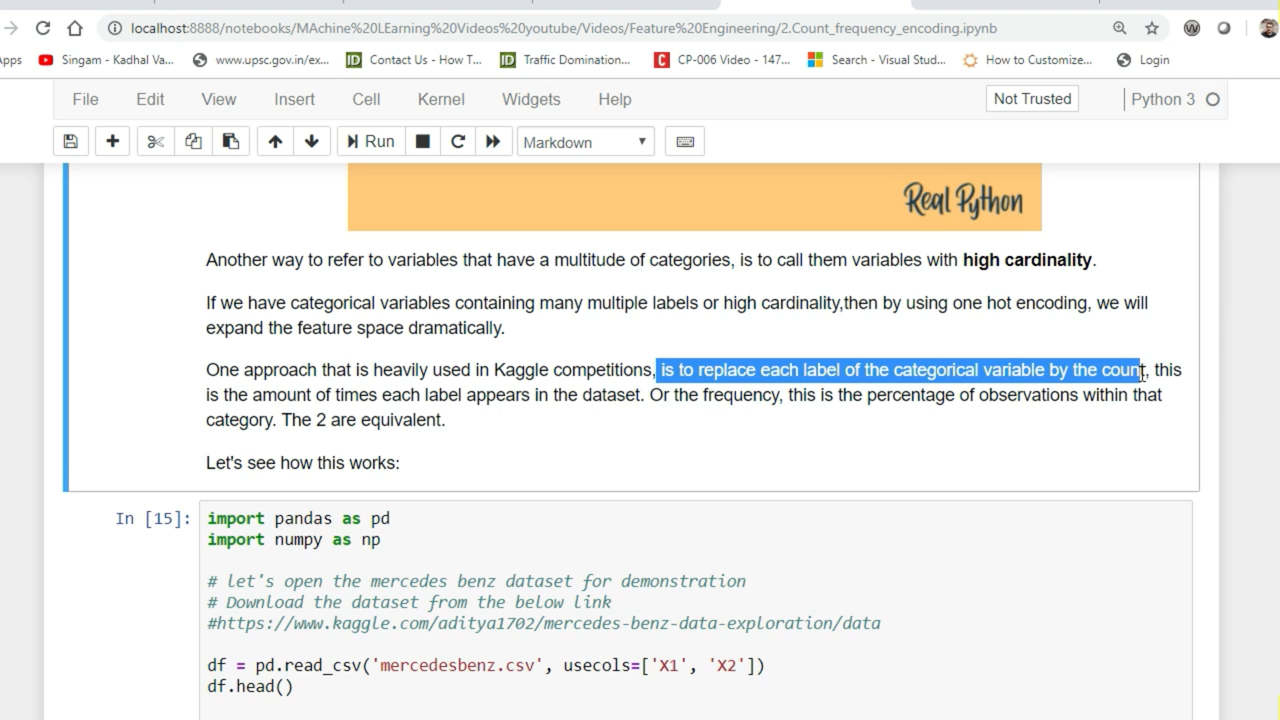 localhost:8888/notebooks/MAchine%20LEarning%20Videos%20youtube/Videos/Feature%20Engineering/2.Count_frequency_encoding.ipynb
pps Singam - Kadhal Va... www.upsc.gov.in/ex... ID Contact Us - How T... ID Traffic Domination... C CP-006 Video - 147... Search - Visual Stud... How to Customize... Login
File Edit View Insert Cell Kernel Widgets Help Not Trusted Python 3
Run Markdown
Real Python
Another way to refer to variables that have a multitude of categories, is to call them variables with high cardinality.
If we have categorical variables containing many multiple labels or high cardinality,then by using one hot encoding, we will
expand the feature space dramatically.
One approach that is heavily used in Kaggle competitions, is to replace each label of the categorical variable by the count, this
is the amount of times each label appears in the dataset. Or the frequency, this is the percentage of observations within that
category. The 2 are equivalent.
Let's see how this works:
In [15]: import pandas as pd
import numpy as np
# let's open the mercedes benz dataset for demonstration
# Download the dataset from the below link
#https://www.kaggle.com/aditya1702/mercedes-benz-data-exploration/data
df = pd.read_csv('mercedesbenz.csv', usecols=['X1', 'X2'])
df.head()